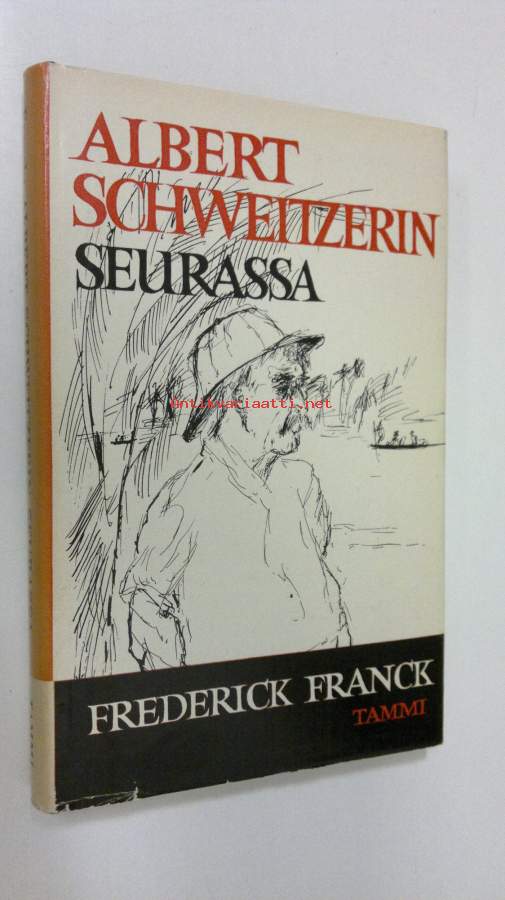 ALBERT
SCHWEITZERIN
SEURASSA
Antikvariaatti.net
FREDERICK FRANCK
TAMMI